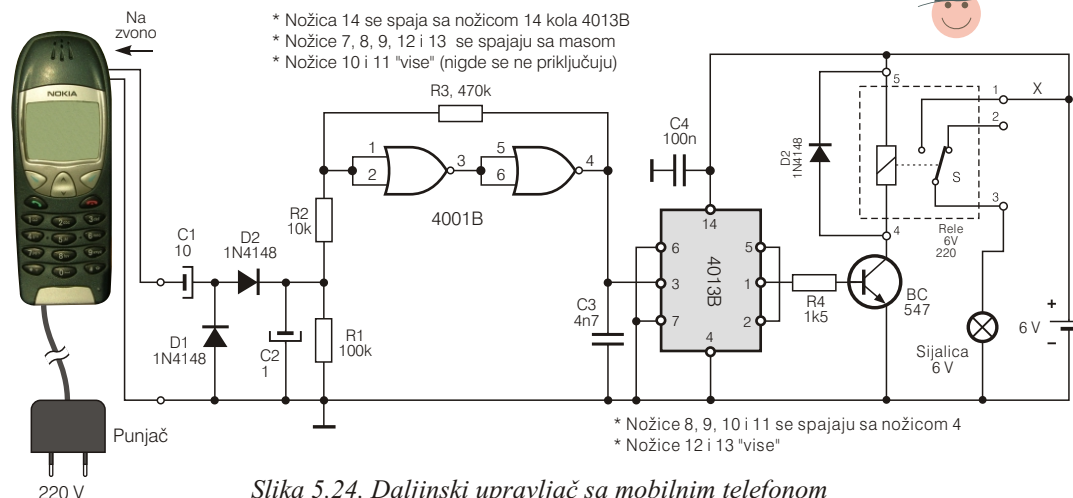 Na
zvono
* Nožica 14 se spaja sa nožicom 14 kola 4013B
* Nožice 7, 8, 9, 12 i 13 se spajaju sa masom
* Nožice 10 i 11 "vise" (nigde se ne priključuju)
NOKIA
R3, 470k
1
2
3
5
6
4
4001B
R2
10k
C1
10
D2
1N4148
D1
1N4148
C2
1
R1
100k
C3
4n7
C4
100n
14
6
3
7
5
1
2
4
4013B
R4
1k5
BC
547
D2
1N4148
5
4
1
2
3
X
S
Rele
6V
220
Sijalica
6 V
+
6 V
–
Punjač
220 V
* Nožice 8, 9, 10 i 11 se spajaju sa nožicom 4
* Nožice 12 i 13 "vise"
Slika 5.24. Daljinski upravljač sa mobilnim telefonom